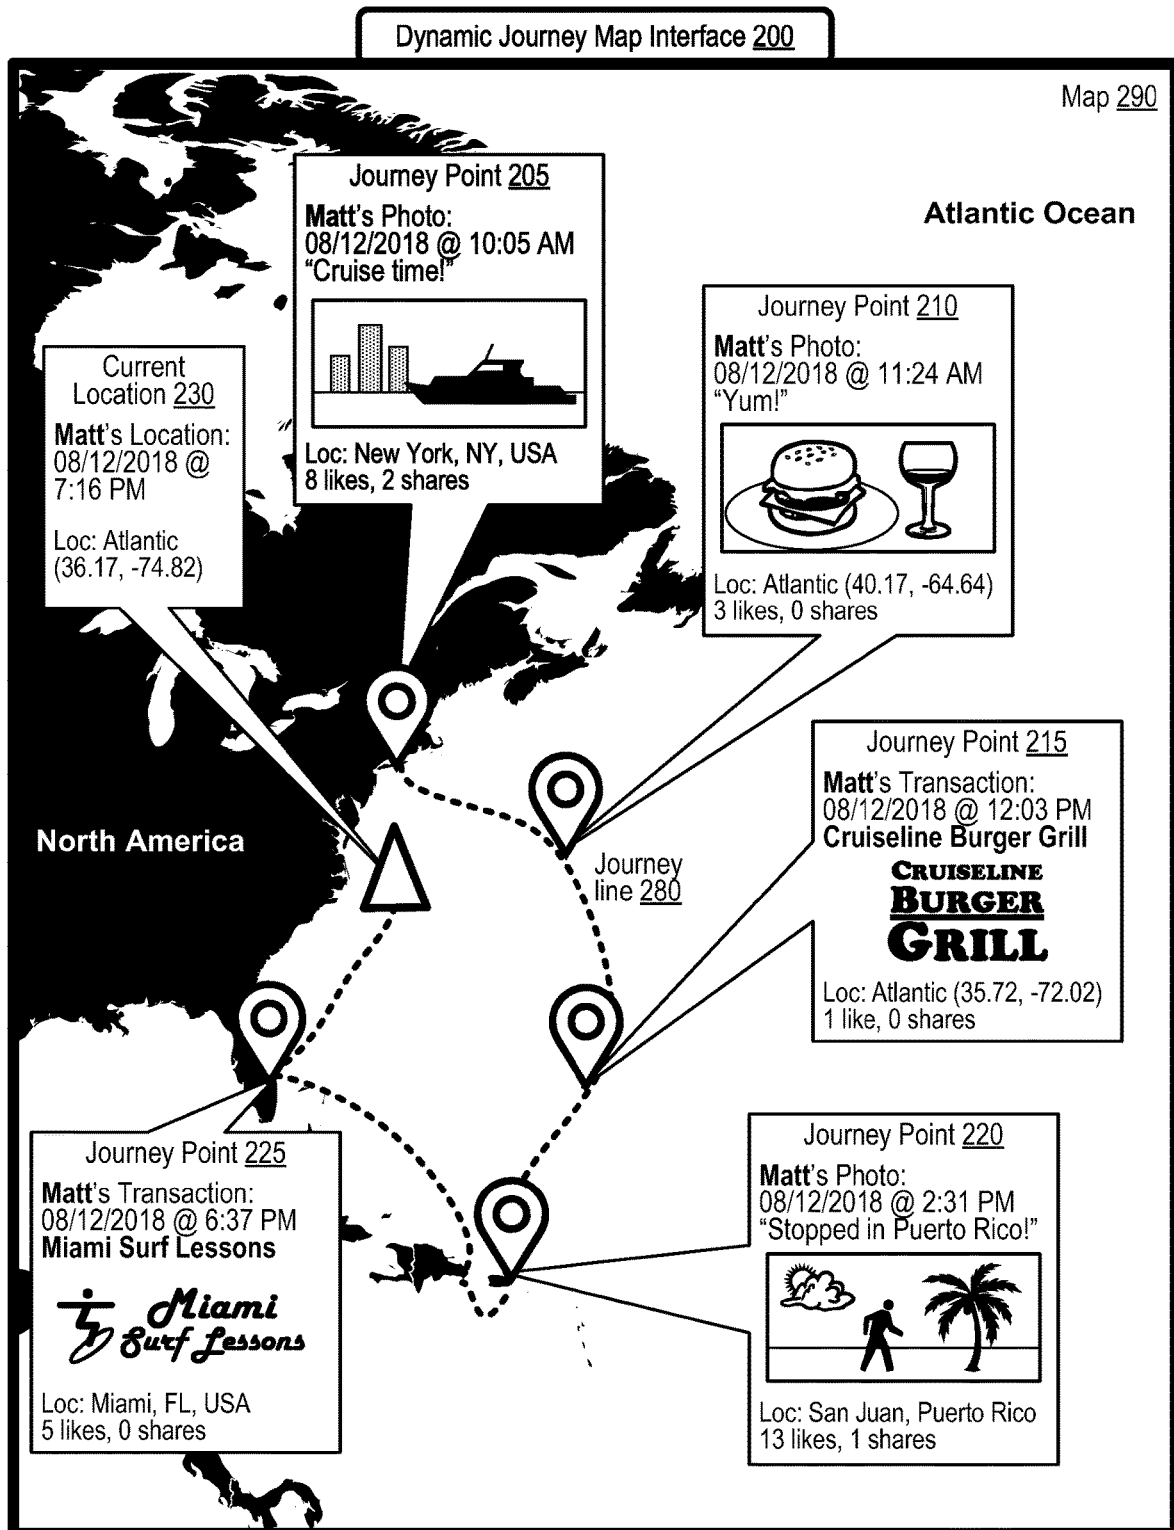 Dynamic Journey Map Interface 200
Map 290
Atlantic Ocean
Journey Point 205
Matt's Photo:
08/12/2018 @ 10:05 AM
“Cruise time!”
Loc: New York, NY, USA
8 likes, 2 shares
Journey Point 210
Matt's Photo:
08/12/2018 @ 11:24 AM
“Yum!”
Loc: Atlantic (40.17, -64.64)
3 likes, 0 shares
Current
Location 230
Matt's Location:
08/12/2018 @
7:16 PM
Loc: Atlantic
(36.17, -74.82)
North America
Journey
line 280
Journey Point 215
Matt's Transaction:
08/12/2018 @ 12:03 PM
Cruiseline Burger Grill
CRUISELINE
BURGER
GRILL
Loc: Atlantic (35.72, -72.02)
1 like, 0 shares
Journey Point 220
Matt's Photo:
08/12/2018 @ 2:31 PM
“Stopped in Puerto Rico!”
Loc: San Juan, Puerto Rico
13 likes, 1 shares
Journey Point 225
Matt's Transaction:
08/12/2018 @ 6:37 PM
Miami Surf Lessons
Miami
Surf Lessons
Loc: Miami, FL, USA
5 likes, 0 shares